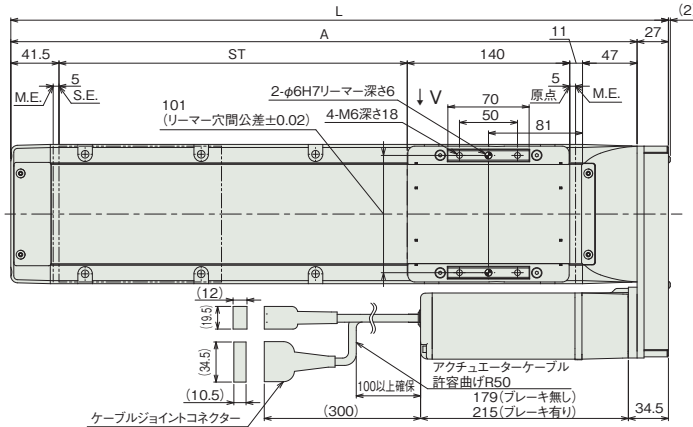 L
(2
A
27
41.5
ST
140
11
47
5
M.E.
S.E.
2-φ6H7リーマー深さ6
V
5
原点
M.E.
101
(リーマー穴間公差±0.02)
4-M6深さ18
70
50
81
(12)
(19.5)
(34.5)
(10.5)
アクチュエーターケーブル
許容曲げR50
100以上確保
179(ブレーキ無し)
ケーブルジョイントコネクター
(300)
215(ブレーキ有り)
34.5